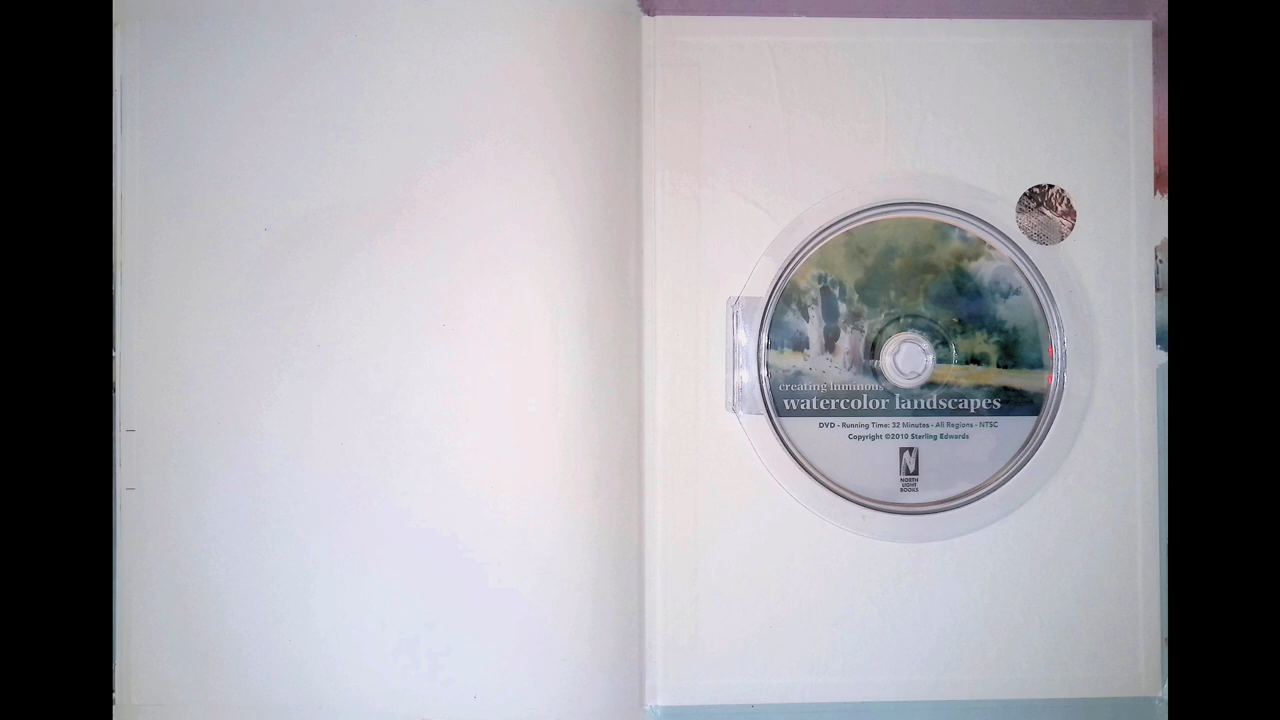 creating luminous
watercolor landscapes
DVD - Running Time: 32 Minutes - All Regions - NTSC
Copyright ©2010 Sterling Edwards
N
NORTH
LIGHT
BOOKS